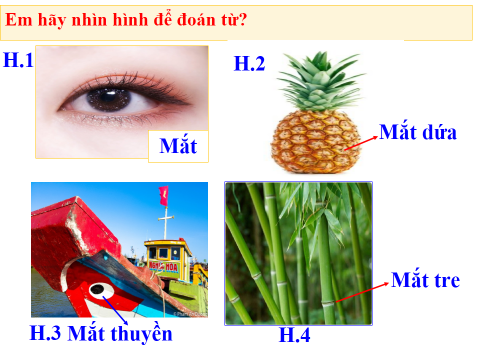 Em hãy nhìn hình để đoán từ?
H.1
H.2
Mắt
Mắt dứa
Mắt tre
H.3 Mắt thuyền
H.4